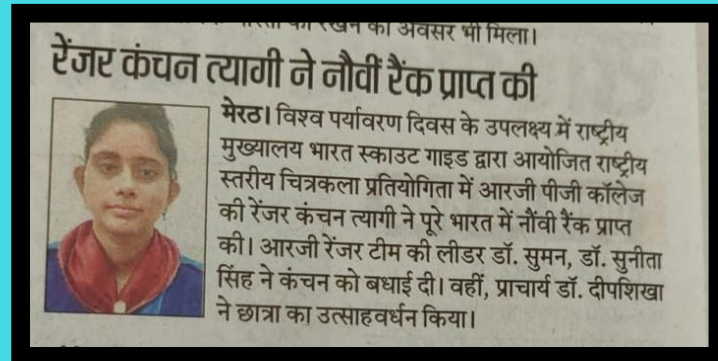 रखने का अवसर भी मिला।
रेंजर कंचन त्यागी ने नौवीं रैंक प्राप्त की
मेरठ। विश्व पर्यावरण दिवस के उपलक्ष्य में राष्ट्रीय
मुख्यालय भारत स्काउट गाइड द्वारा आयोजित राष्ट्रीय
स्तरीय चित्रकला प्रतियोगिता में आरजी पीजी कॉलेज
की रेंजर कंचन त्यागी ने पूरे भारत में नौंवी रैंक प्राप्त
की। आरजी रेंजर टीम की लीडर डॉ. सुमन, डॉ. सुनीता
सिंह ने कंचन को बधाई दी। वहीं, प्राचार्य डॉ. दीपशिखा
ने छात्रा का उत्साहवर्धन किया।